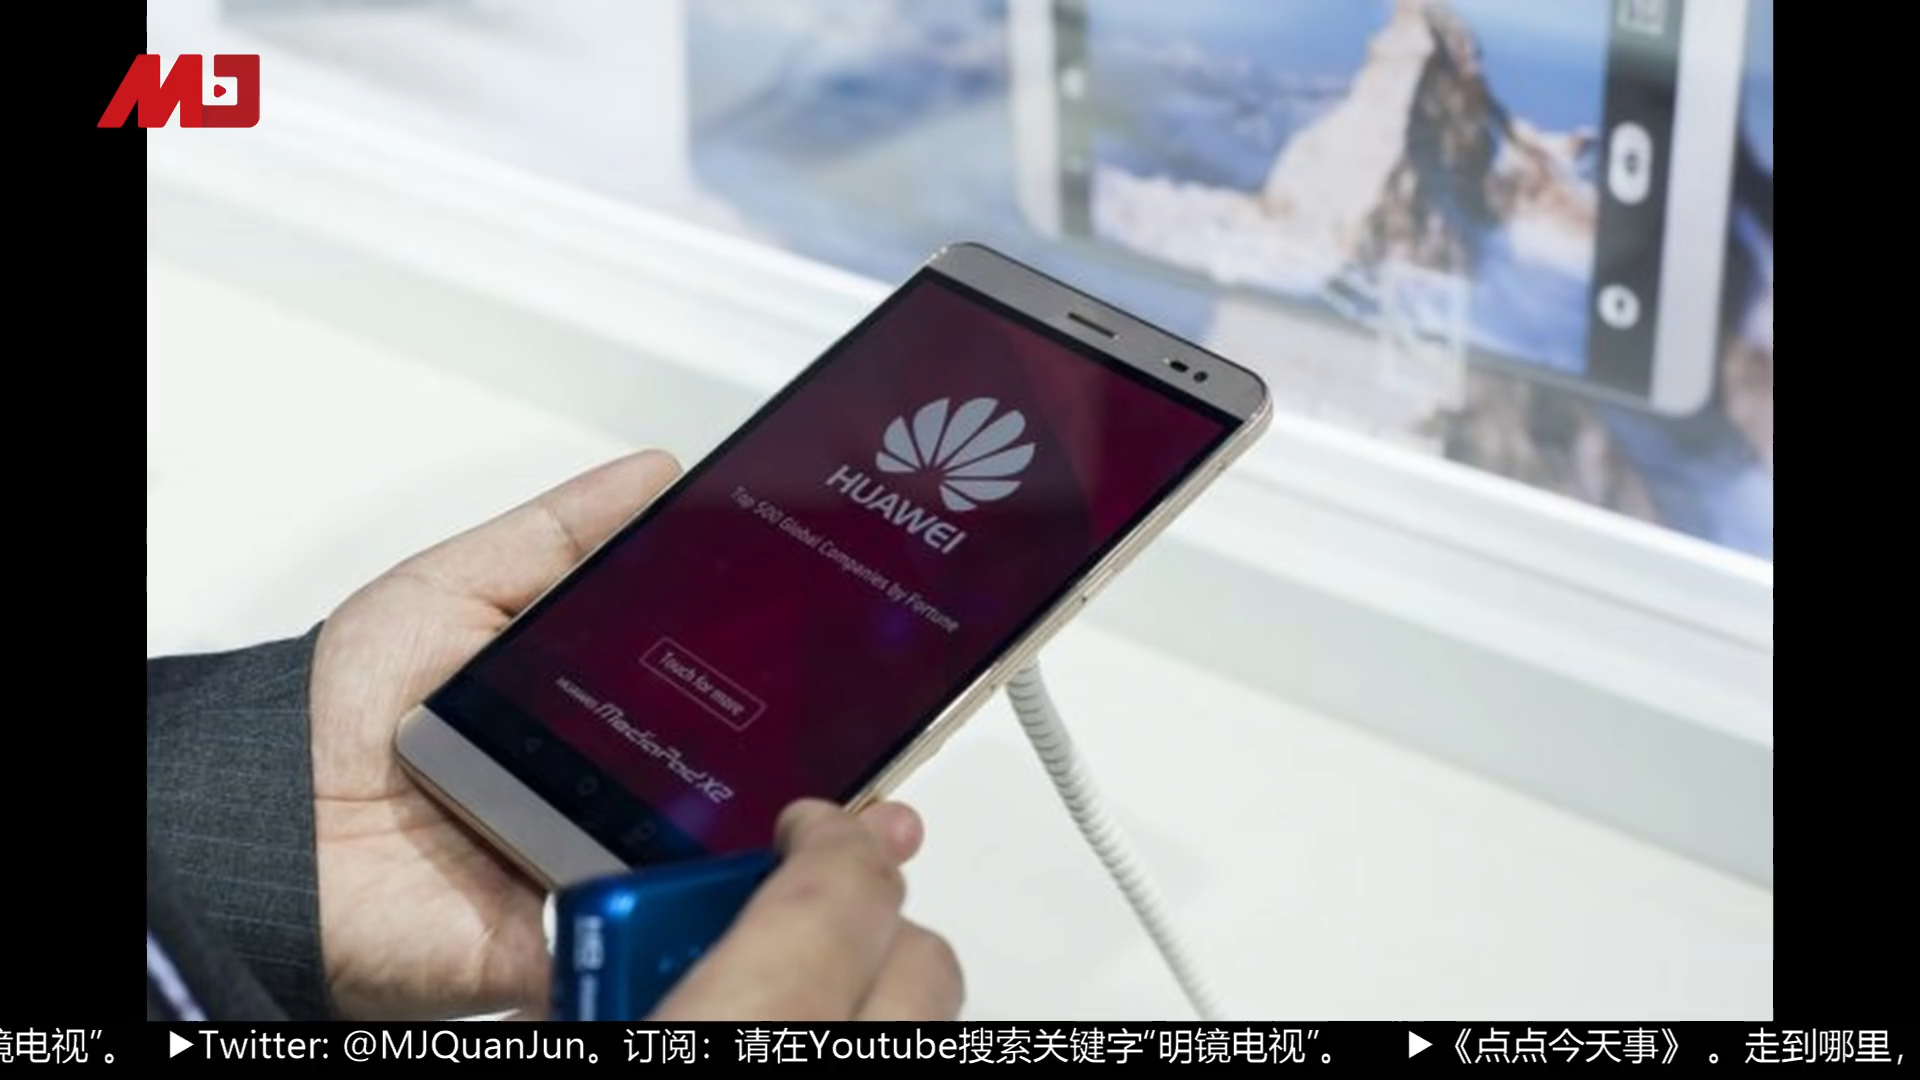 MJ
HUAWEI
Top 500 Global Companies by Fortune
Touch for more
HUAWEI MediaPad X2
镜电视”。 ▶Twitter: @MJQuanJun。订阅：请在Youtube搜索关键字“明镜电视”。 ▶《点点今天事》 。走到哪里，